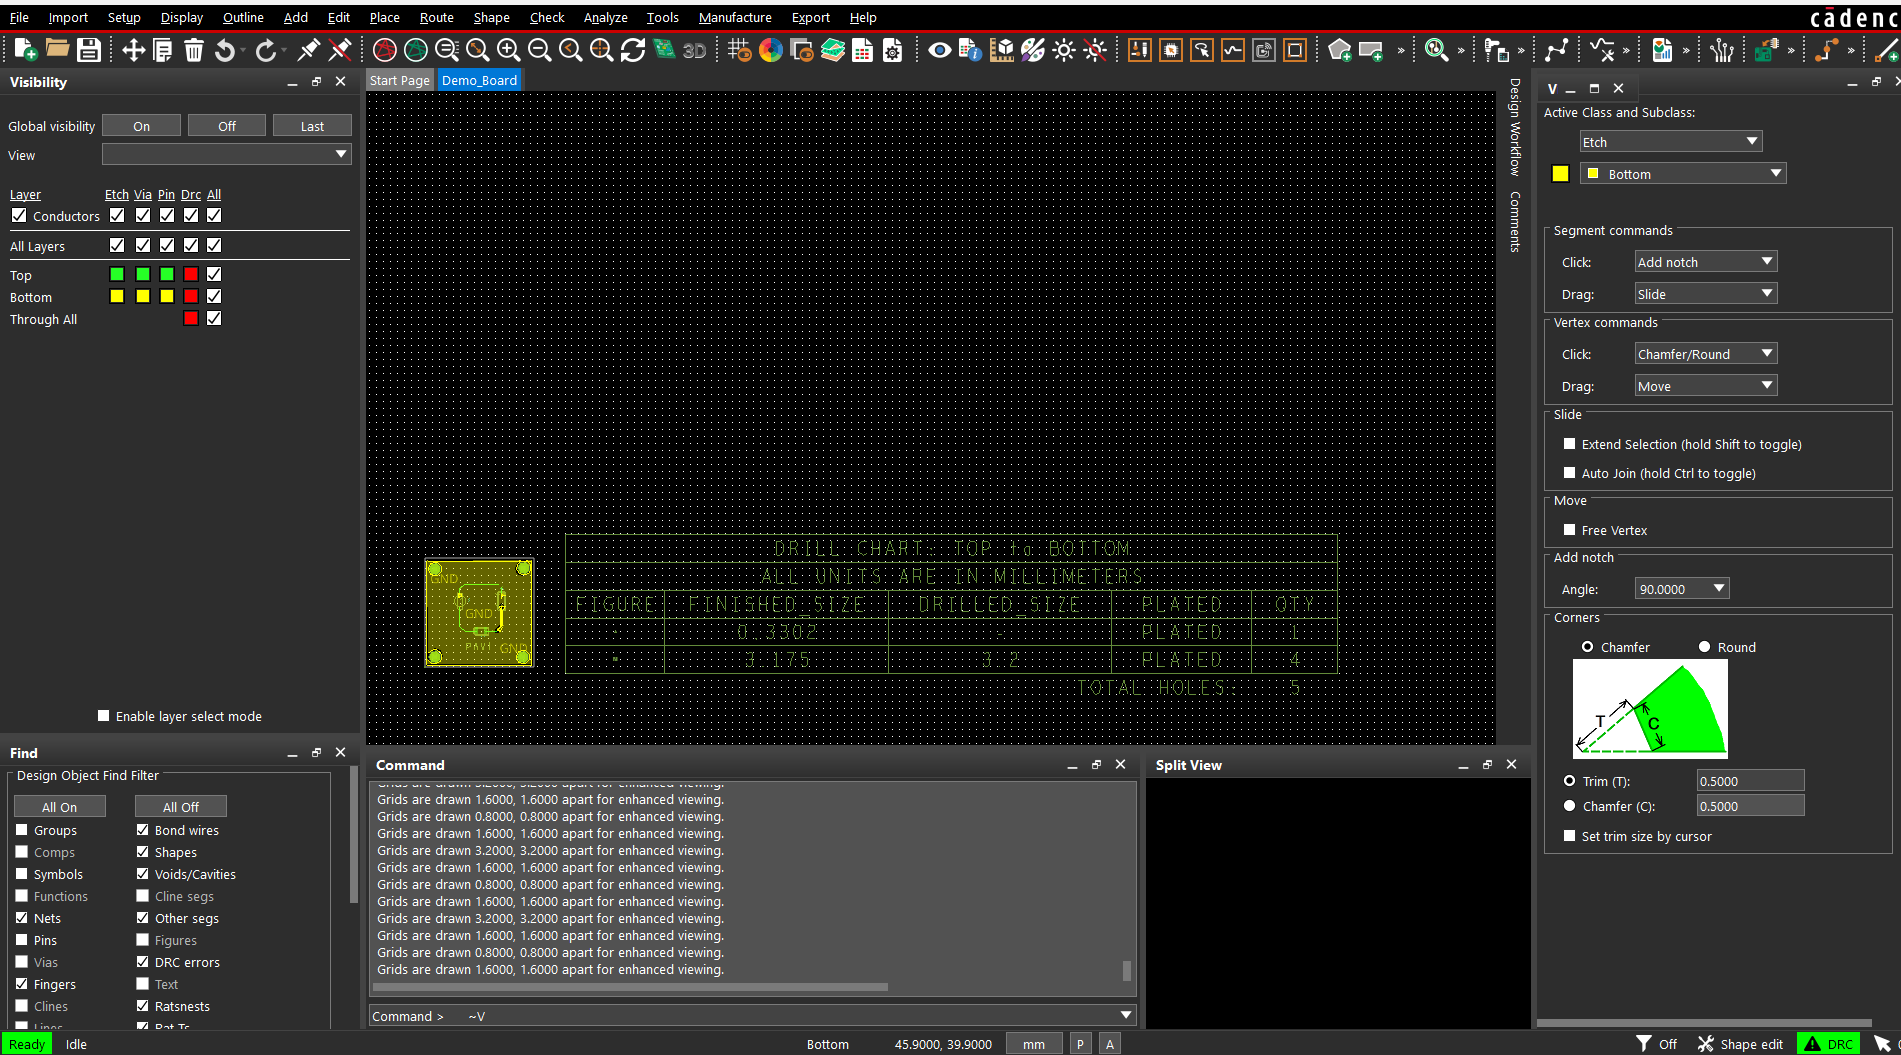 File Import Setup Display Outline Add Edit Place Route Shape Check Analyze Tools Manufacture Export Help
cādenc
3D
Visibility
Start Page Demo_Board
Global visibility On Off Last
View
Layer Etch Via Pin Drc All
Conductors
All Layers
Top
Bottom
Through All
Enable layer select mode
Design Workflow
Comments
GND
GND
GND
PAV1
DRILL CHART: TOP to BOTTOM
ALL UNITS ARE IN MILLIMETERS
FIGURE FINISHED_SIZE DRILLED_SIZE PLATED QTY
0.3302 - PLATED 1
3.175 3.2 PLATED 4
TOTAL HOLES: 5
V
Active Class and Subclass:
Etch
Bottom
Segment commands
Click: Add notch
Drag: Slide
Vertex commands
Click: Chamfer/Round
Drag: Move
Slide
Extend Selection (hold Shift to toggle)
Auto Join (hold Ctrl to toggle)
Move
Free Vertex
Add notch
Angle: 90.0000
Corners
Chamfer Round
T C
Trim (T): 0.5000
Chamfer (C): 0.5000
Set trim size by cursor
Find
Design Object Find Filter
All On All Off
Groups Bond wires
Comps Shapes
Symbols Voids/Cavities
Functions Cline segs
Nets Other segs
Pins Figures
Vias DRC errors
Fingers Text
Clines Ratsnests
Lines Rat Ts
Command
Grids are drawn 3.2000, 3.2000 apart for enhanced viewing.
Grids are drawn 1.6000, 1.6000 apart for enhanced viewing.
Grids are drawn 0.8000, 0.8000 apart for enhanced viewing.
Grids are drawn 1.6000, 1.6000 apart for enhanced viewing.
Grids are drawn 3.2000, 3.2000 apart for enhanced viewing.
Grids are drawn 1.6000, 1.6000 apart for enhanced viewing.
Grids are drawn 0.8000, 0.8000 apart for enhanced viewing.
Grids are drawn 1.6000, 1.6000 apart for enhanced viewing.
Grids are drawn 3.2000, 3.2000 apart for enhanced viewing.
Grids are drawn 1.6000, 1.6000 apart for enhanced viewing.
Grids are drawn 0.8000, 0.8000 apart for enhanced viewing.
Grids are drawn 1.6000, 1.6000 apart for enhanced viewing.
Command > ~V
Split View
Ready Idle Bottom 45.9000, 39.9000 mm P A Off Shape edit DRC